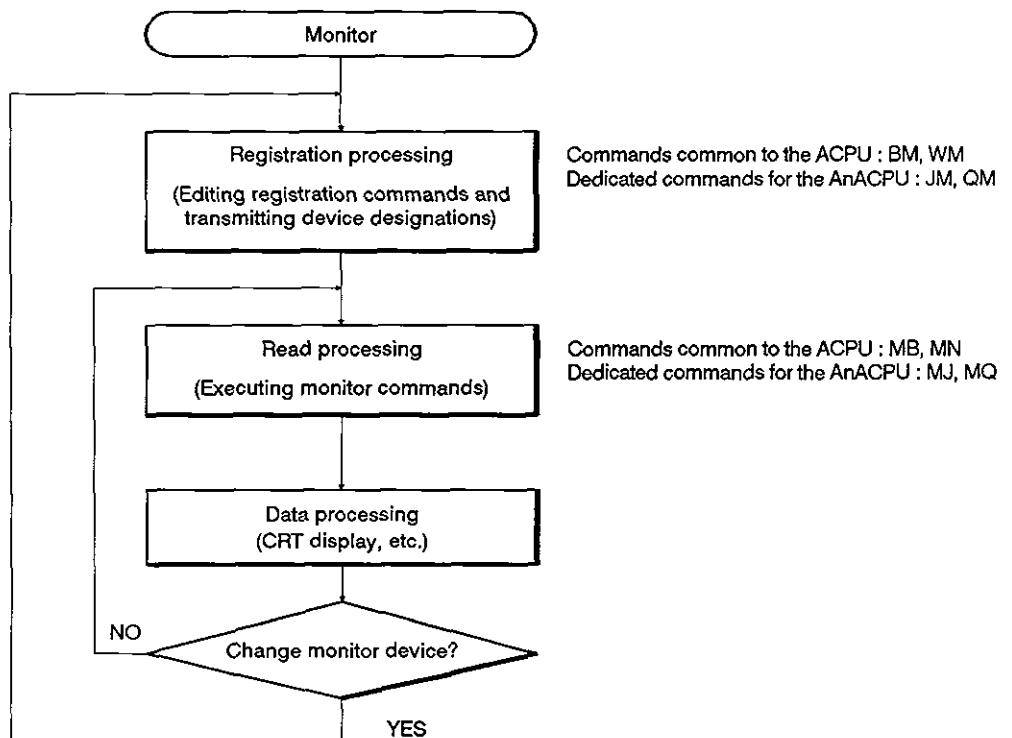 Monitor
Registration processing
(Editing registration commands and
transmitting device designations)
Commands common to the ACPU : BM, WM
Dedicated commands for the AnACPU : JM, QM
Read processing
(Executing monitor commands)
Commands common to the ACPU : MB, MN
Dedicated commands for the AnACPU : MJ, MQ
Data processing
(CRT display, etc.)
NO
Change monitor device?
YES